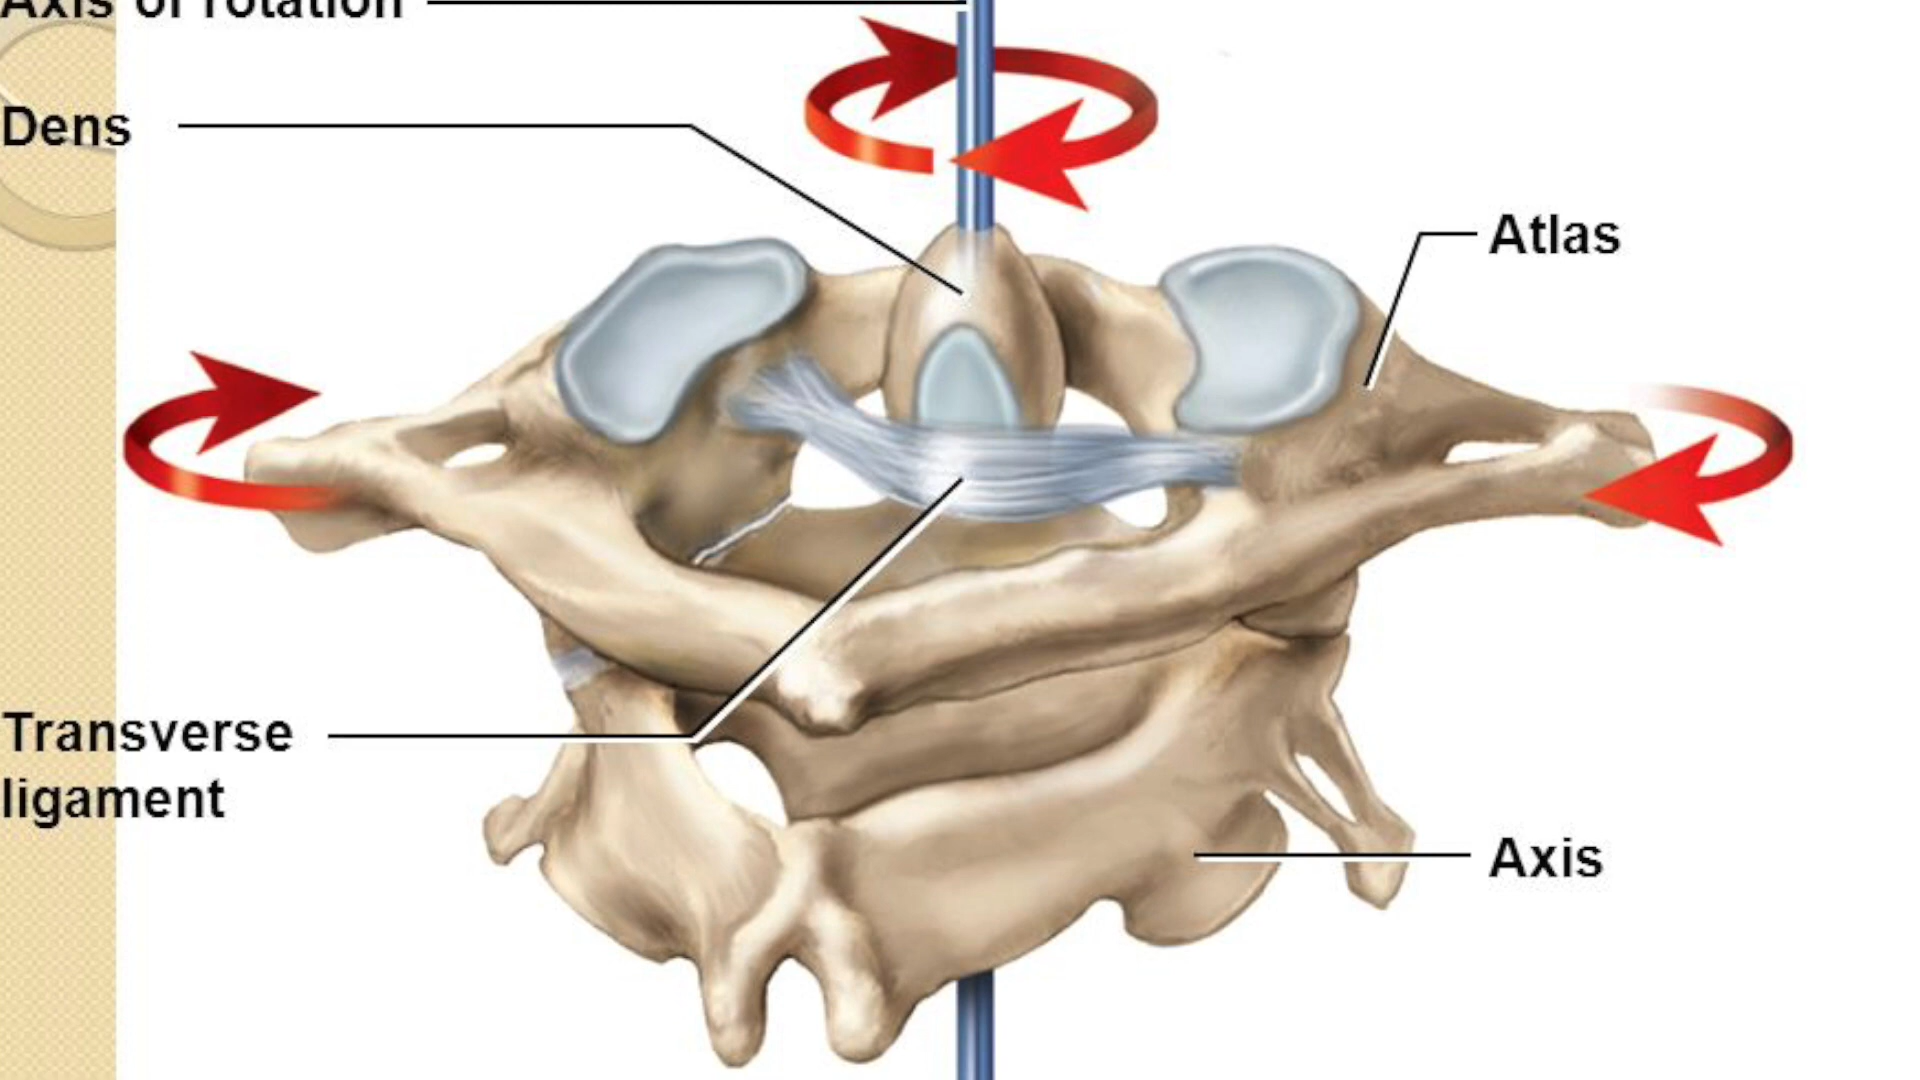 Axis of rotation
Dens
Atlas
Transverse
ligament
Axis